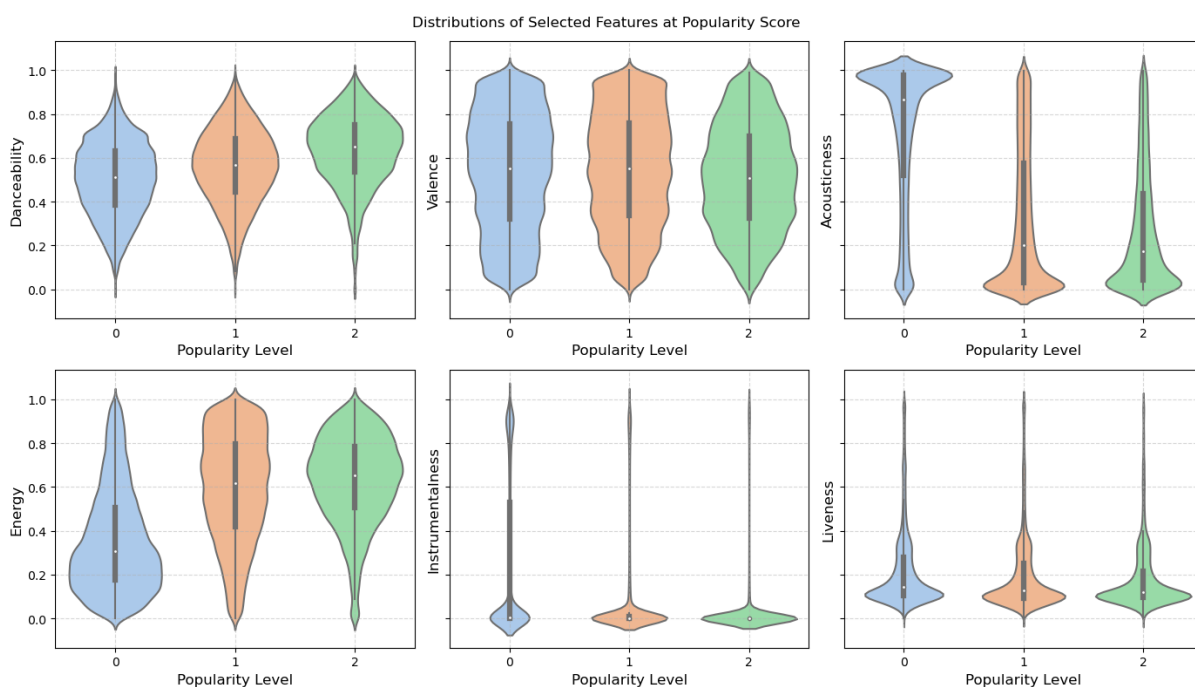 Distributions of Selected Features at Popularity Score
Danceability
1.0
0.8
0.6
0.4
0.2
0.0
0 1 2
Popularity Level
Valence
0 1 2
Popularity Level
Acousticness
0 1 2
Popularity Level
Energy
1.0
0.8
0.6
0.4
0.2
0.0
0 1 2
Popularity Level
Instrumentalness
0 1 2
Popularity Level
Liveness
0 1 2
Popularity Level